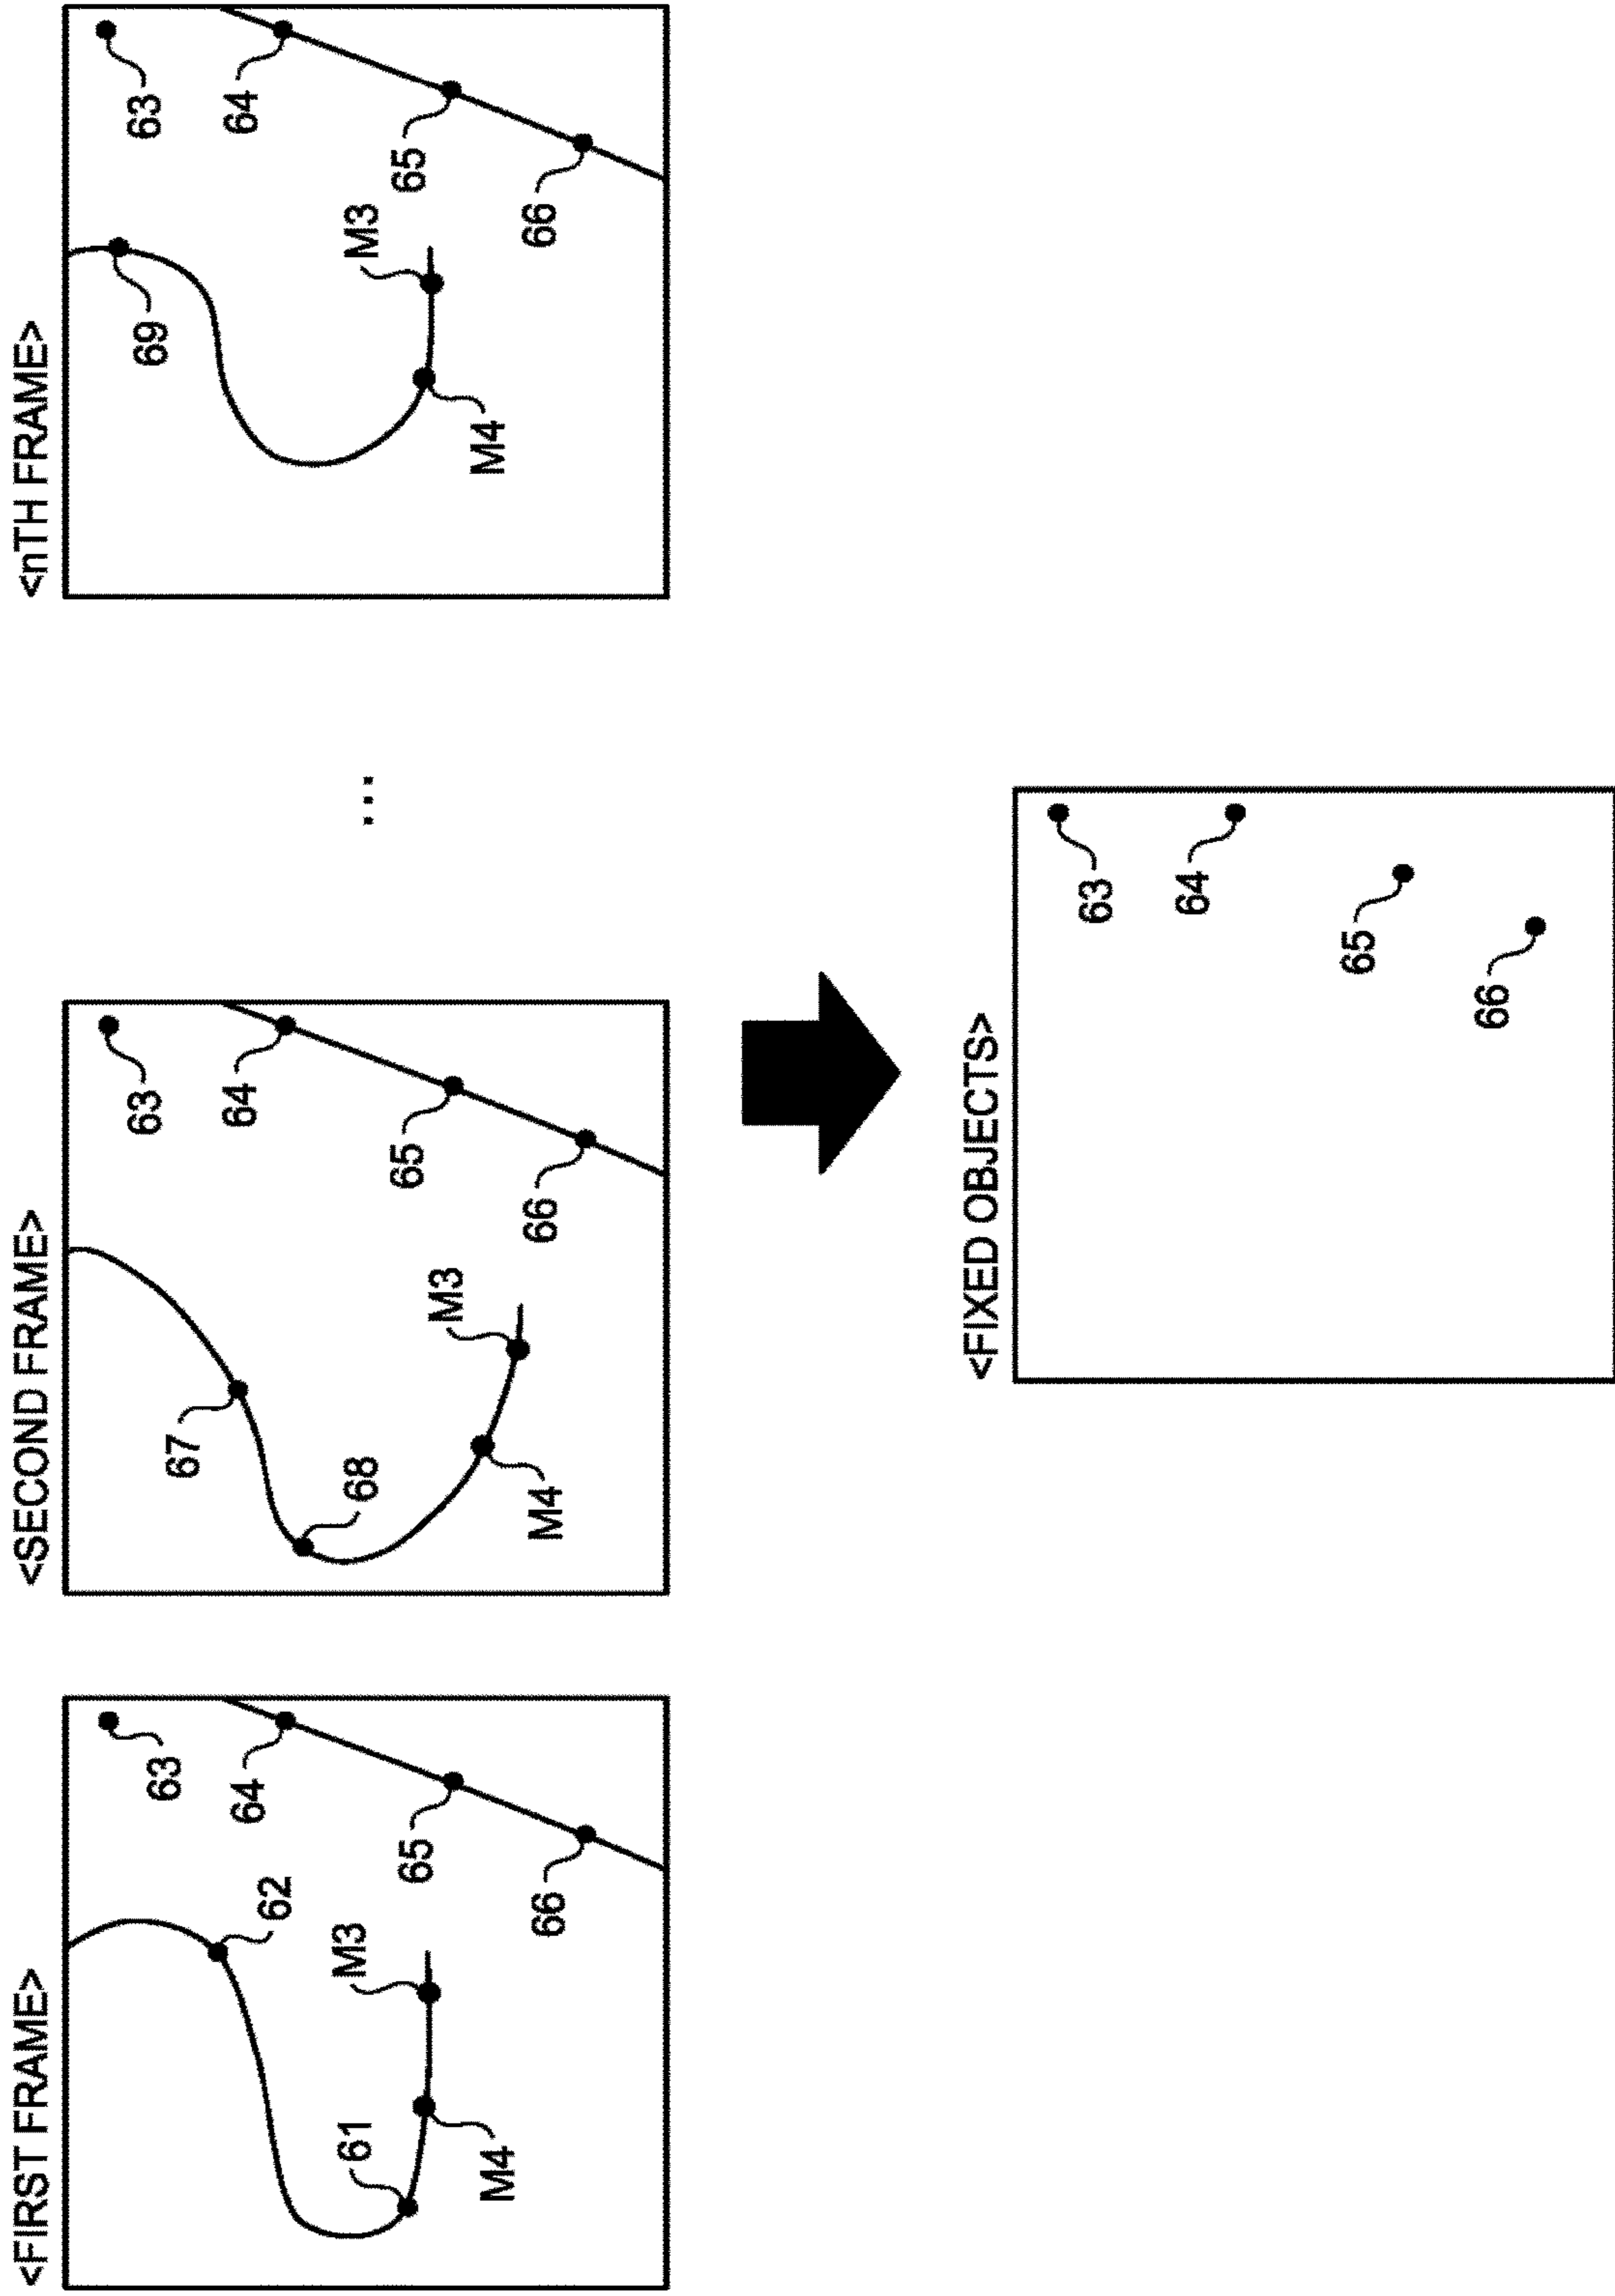 <FIRST FRAME>
63
62
64
M3
61
65
M4
66
<SECOND FRAME>
63
64
67
M3
68
65
M4
66
...
<nTH FRAME>
63
69
64
M3
65
M4
66
<FIXED OBJECTS>
63
64
65
66